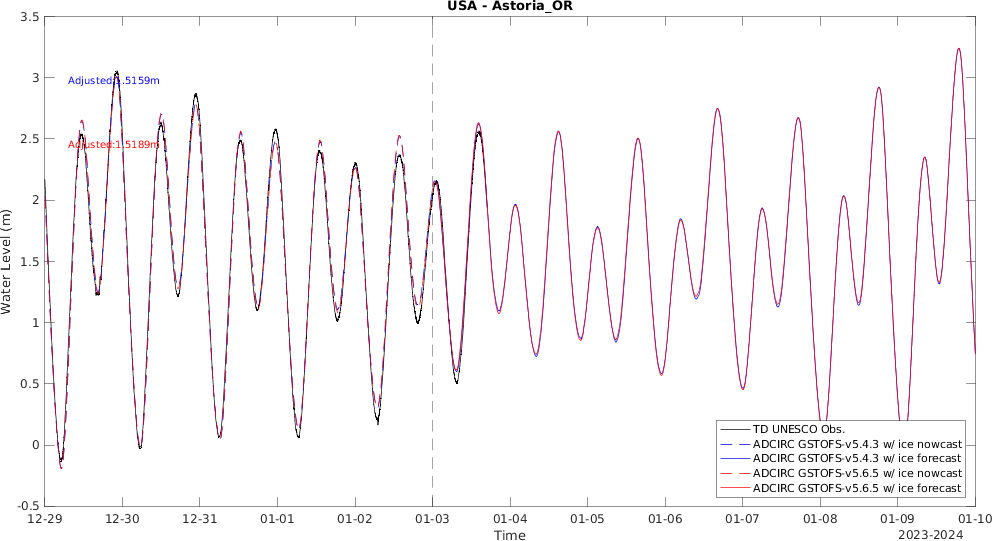 USA - Astoria_OR
3.5
3
2.5
2
1.5
1
0.5
0
-0.5
Water Level (m)
Adjusted:1.5159m
Adjusted:1.5189m
TD UNESCO Obs.
ADCIRC GSTOFS-v5.4.3 w/ ice nowcast
ADCIRC GSTOFS-v5.4.3 w/ ice forecast
ADCIRC GSTOFS-v5.6.5 w/ ice nowcast
ADCIRC GSTOFS-v5.6.5 w/ ice forecast
12-29 12-30 12-31 01-01 01-02 01-03 01-04 01-05 01-06 01-07 01-08 01-09 01-10
Time
2023-2024